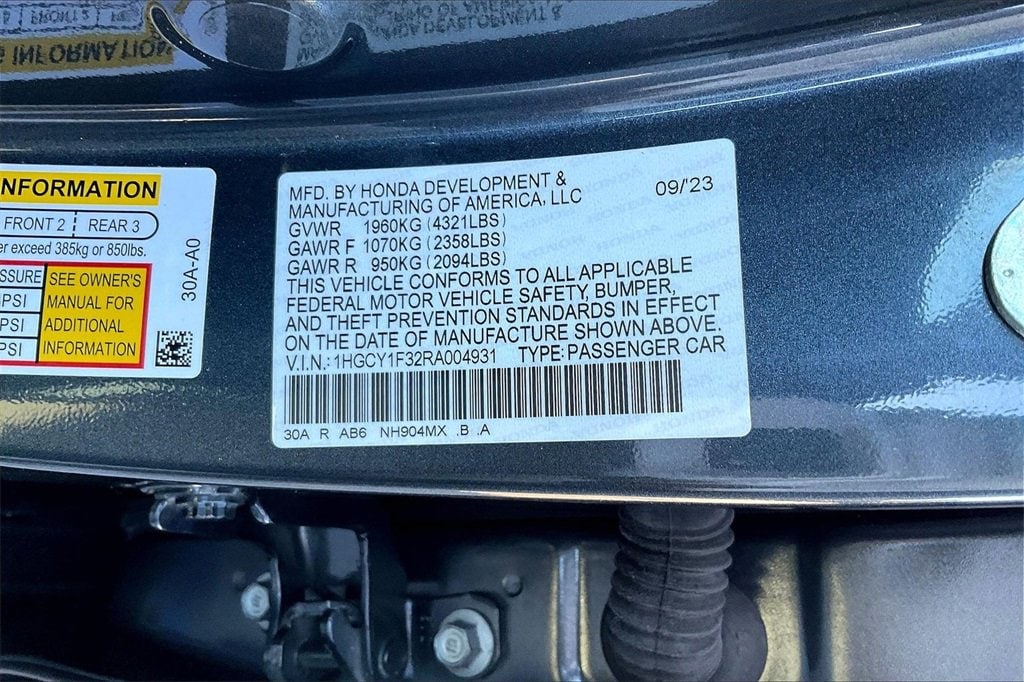 NFORMATION
FRONT 2 REAR 3
er exceed 385kg or 850lbs.
SSURE SEE OWNER'S
PSI MANUAL FOR
PSI ADDITIONAL
PSI INFORMATION
30A-A0
MFD. BY HONDA DEVELOPMENT & 09/'23
MANUFACTURING OF AMERICA, LLC
GVWR 1960KG (4321LBS)
GAWR F 1070KG (2358LBS)
GAWR R 950KG (2094LBS)
THIS VEHICLE CONFORMS TO ALL APPLICABLE
FEDERAL MOTOR VEHICLE SAFETY, BUMPER,
AND THEFT PREVENTION STANDARDS IN EFFECT
ON THE DATE OF MANUFACTURE SHOWN ABOVE.
V.I.N.: 1HGCY1F32RA004931 TYPE: PASSENGER CAR
30A R AB6 NH904MX .B .A